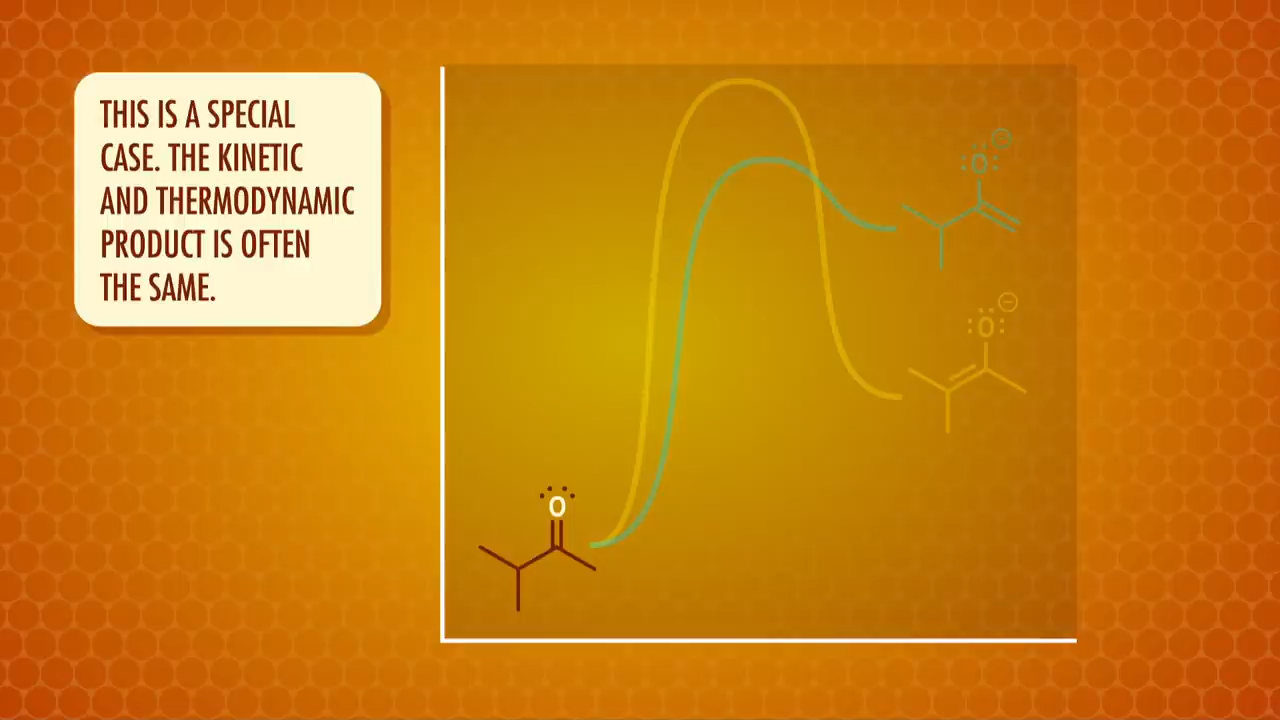 THIS IS A SPECIAL
CASE. THE KINETIC
AND THERMODYNAMIC
PRODUCT IS OFTEN
THE SAME.
O
O
O